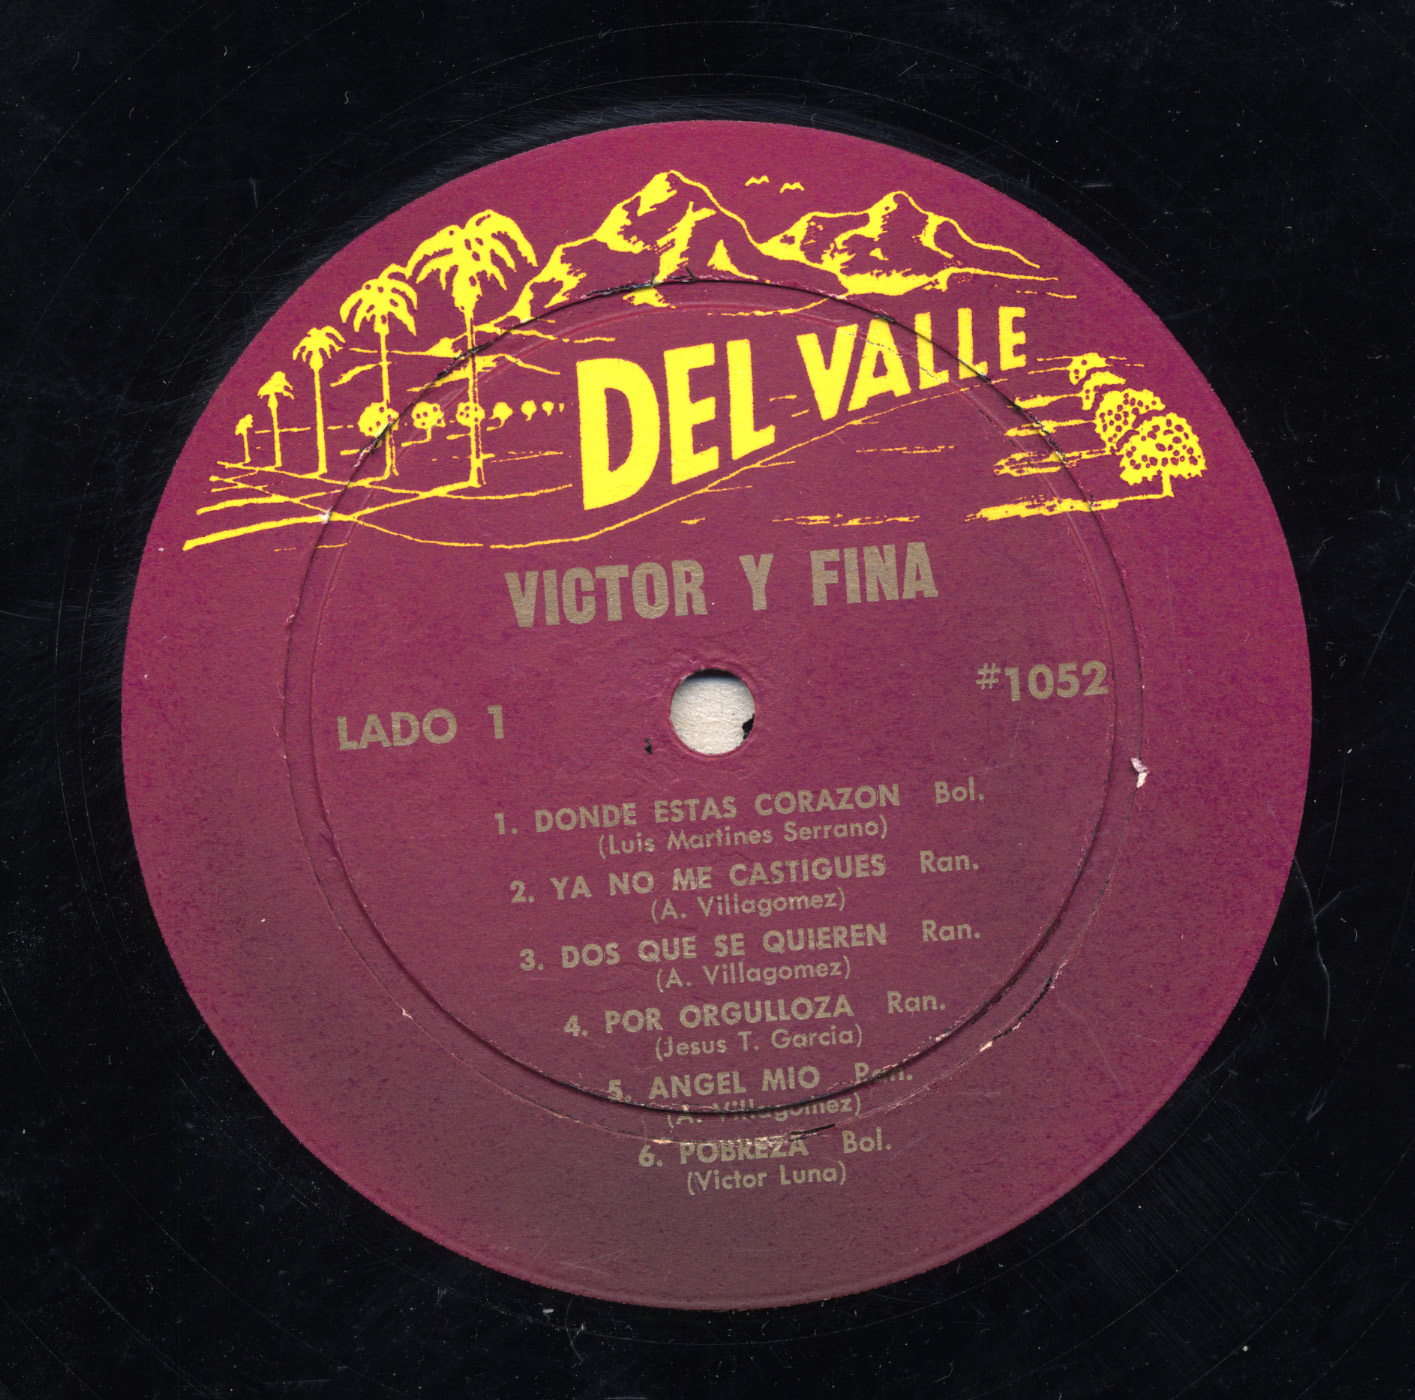 DEL VALLE
VICTOR Y FINA
#1052
LADO 1
1. DONDE ESTAS CORAZON Bol.
(Luis Martines Serrano)
2. YA NO ME CASTIGUES Ran.
(A. Villagomez)
3. DOS QUE SE QUIEREN Ran.
(A. Villagomez)
4. POR ORGULLOZA Ran.
(Jesus T. Garcia)
5. ANGEL MIO Ran.
(A. Villagomez)
6. POBREZA Bol.
(Victor Luna)